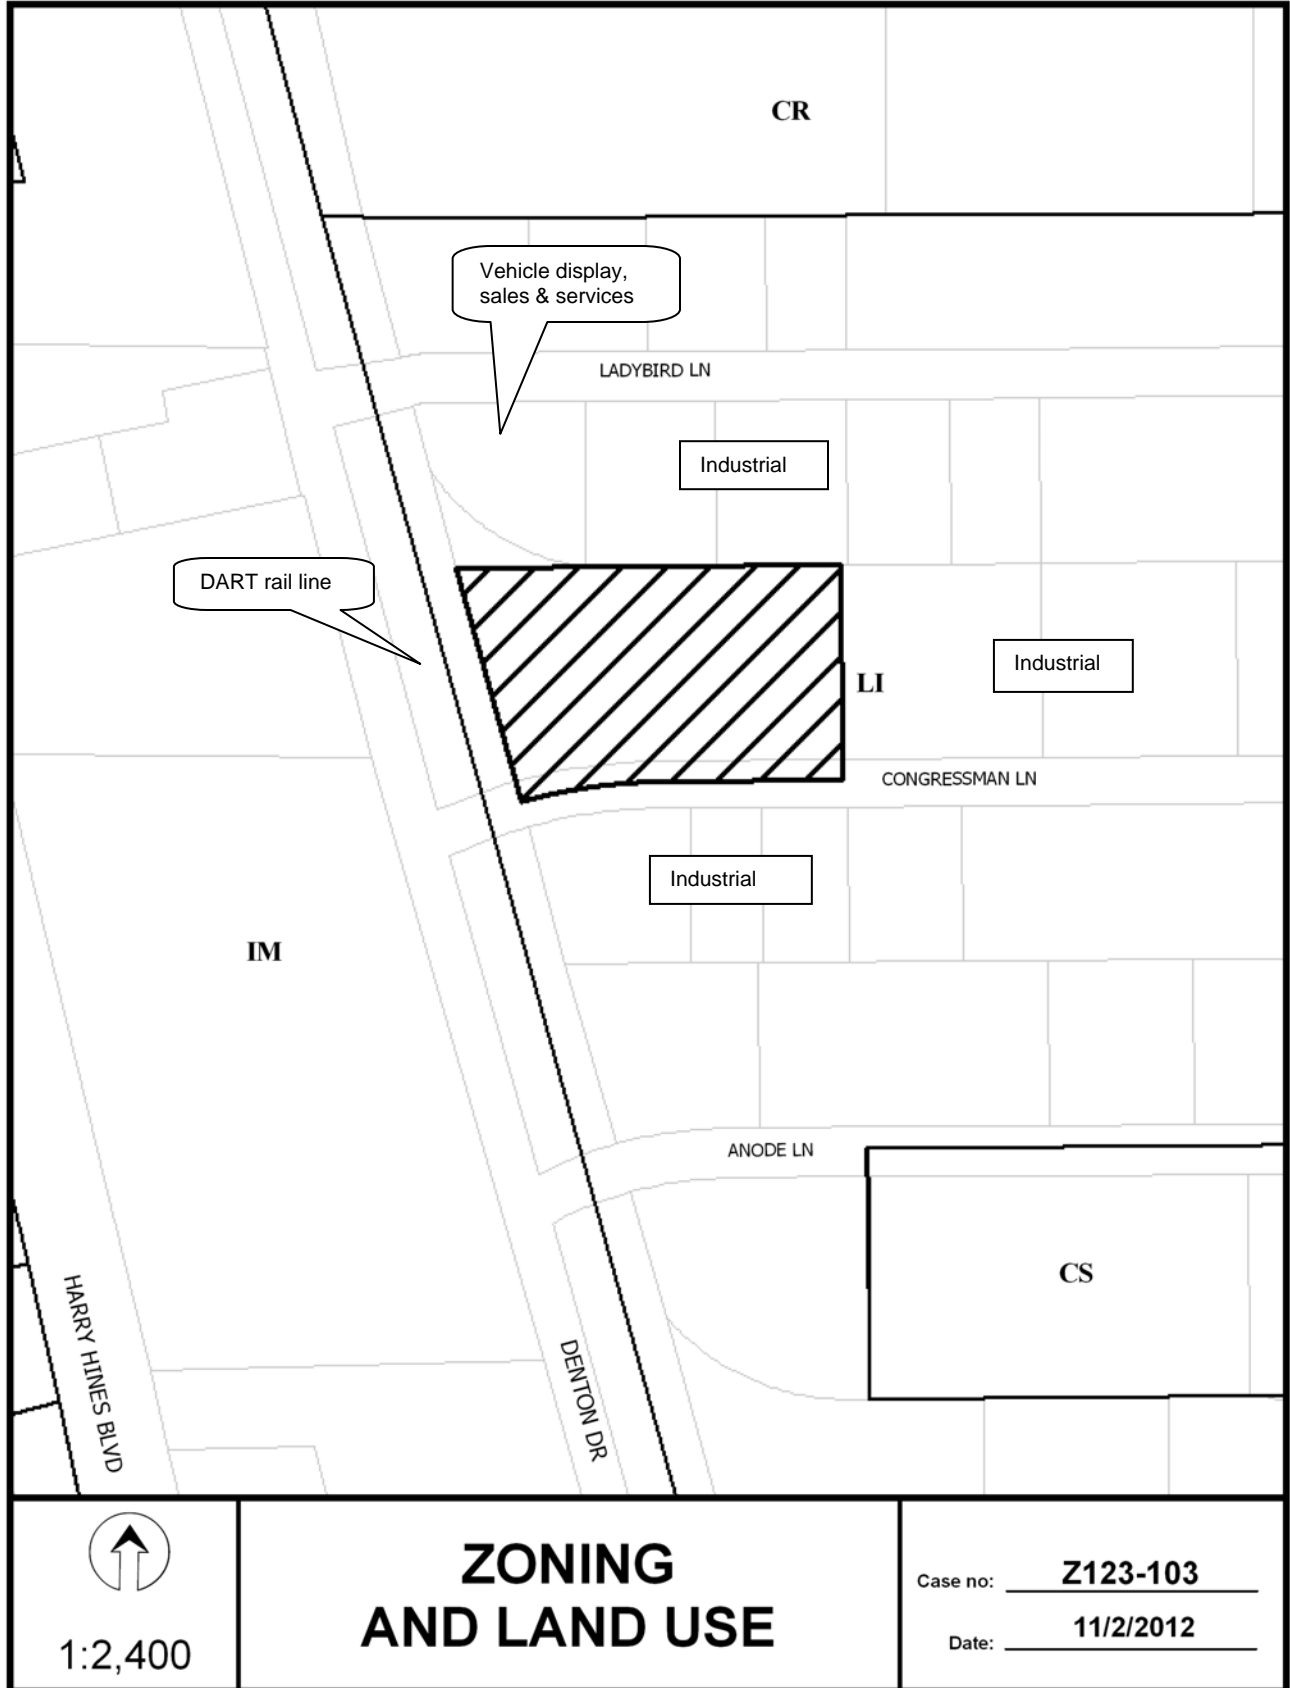 CR
Vehicle display,
sales & services
LADYBIRD LN
Industrial
DART rail line
Industrial
LI
CONGRESSMAN LN
Industrial
IM
ANODE LN
CS
HARRY HINES BLVD
DENTON DR
1:2,400
ZONING
AND LAND USE
Case no: Z123-103
Date: 11/2/2012